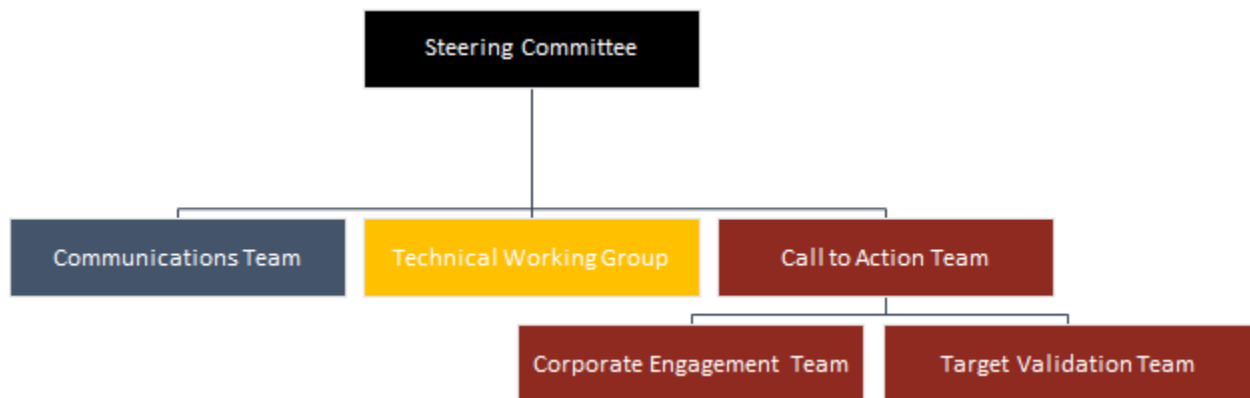 Steering Committee
Communications Team
Technical Working Group
Call to Action Team
Corporate Engagement Team
Target Validation Team